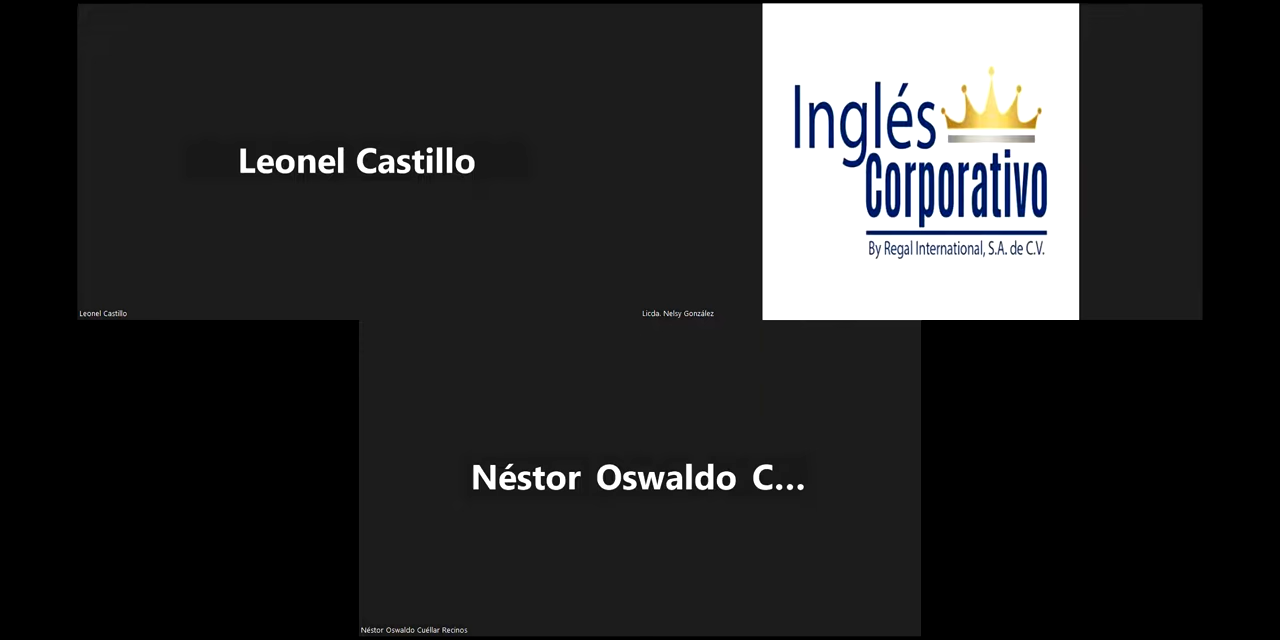 Leonel Castillo
Leonel Castillo
Inglés
Corporativo
By Regal International, S.A. de C.V.
Licda. Nelsy González
Néstor Oswaldo C...
Néstor Oswaldo Cuéllar Recinos